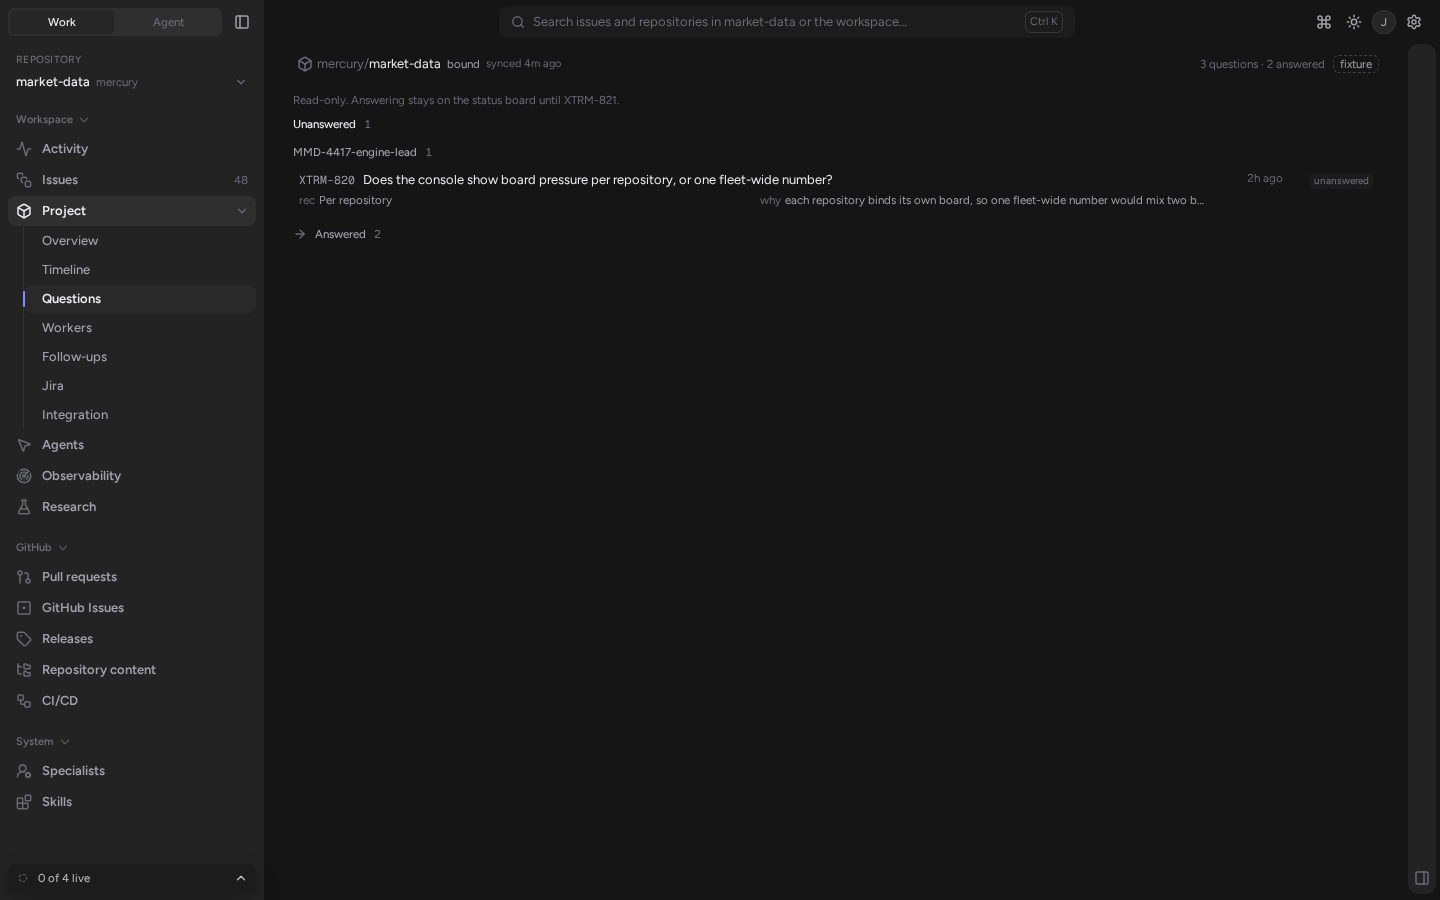 Work
Agent
Search issues and repositories in market-data or the workspace...
Ctrl K
J
REPOSITORY
market-data mercury
Workspace
Activity
Issues 48
Project
Overview
Timeline
Questions
Workers
Follow-ups
Jira
Integration
Agents
Observability
Research
GitHub
Pull requests
GitHub Issues
Releases
Repository content
CI/CD
System
Specialists
Skills
0 of 4 live
mercury/market-data bound synced 4m ago
3 questions · 2 answered fixture
Read-only. Answering stays on the status board until XTRM-821.
Unanswered 1
MMD-4417-engine-lead 1
XTRM-820 Does the console show board pressure per repository, or one fleet-wide number? 2h ago unanswered
rec Per repository why each repository binds its own board, so one fleet-wide number would mix two b...
Answered 2